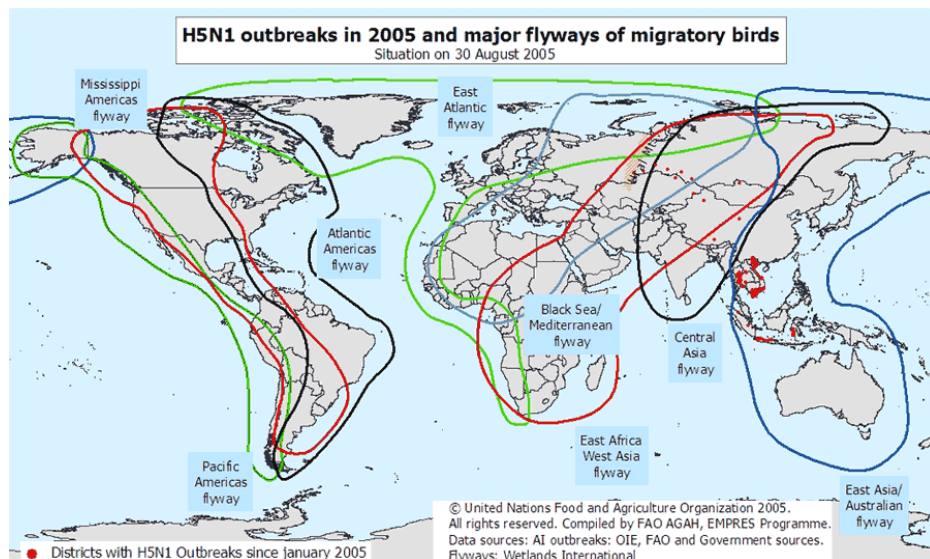 H5N1 outbreaks in 2005 and major flyways of migratory birds
Situation on 30 August 2005
Mississippi
Americas
flyway
East
Atlantic
flyway
Atlantic
Americas
flyway
Black Sea/
Mediterranean
flyway
Central
Asia
flyway
Pacific
Americas
flyway
East Africa
West Asia
flyway
East Asia/
Australian
flyway
Districts with H5N1 Outbreaks since january 2005
© United Nations Food and Agriculture Organization 2005.
All rights reserved. Compiled by FAO AGAH, EMPRES Programme.
Data sources: AI outbreaks: OIE, FAO and Government sources.
Flyways: Wetlands International